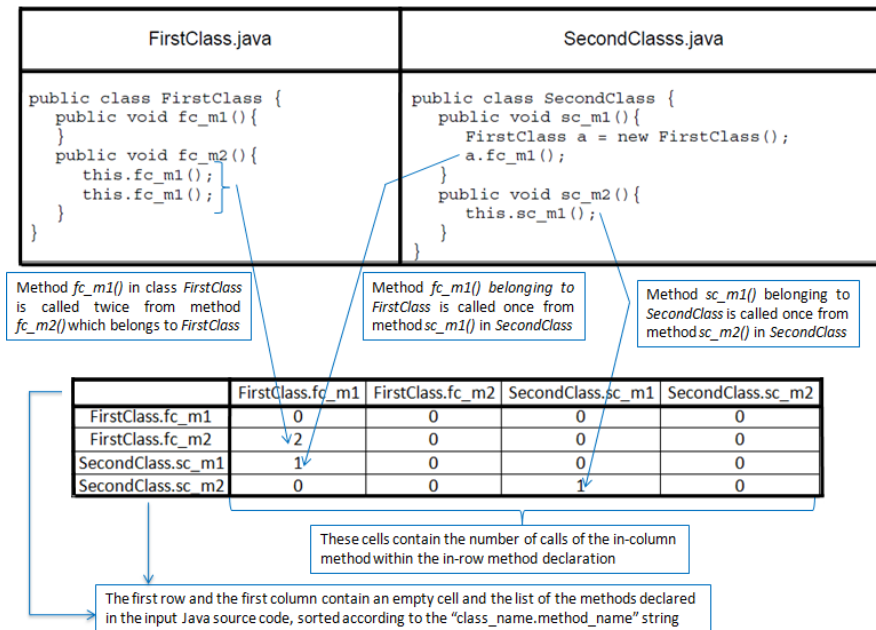 FirstClass.java
SecondClasss.java
public class FirstClass {
public void fc_m1(){
}
public void fc_m2(){
this.fc_m1();
this.fc_m1();
}
}
public class SecondClass {
public void sc_m1(){
FirstClass a = new FirstClass();
a.fc_m1();
}
public void sc_m2(){
this.sc_m1();
}
}
Method fc_m1() in class FirstClass
is called twice from method
fc_m2() which belongs to FirstClass
Method fc_m1() belonging to
FirstClass is called once from
method sc_m1() in SecondClass
Method sc_m1() belonging to
SecondClass is called once from
method sc_m2() in SecondClass
FirstClass.fc_m1 FirstClass.fc_m2 SecondClass.sc_m1 SecondClass.sc_m2
FirstClass.fc_m1 0 0 0 0
FirstClass.fc_m2 2 0 0 0
SecondClass.sc_m1 1 0 0 0
SecondClass.sc_m2 0 0 1 0
These cells contain the number of calls of the in-column
method within the in-row method declaration
The first row and the first column contain an empty cell and the list of the methods declared
in the input Java source code, sorted according to the “class_name.method_name” string